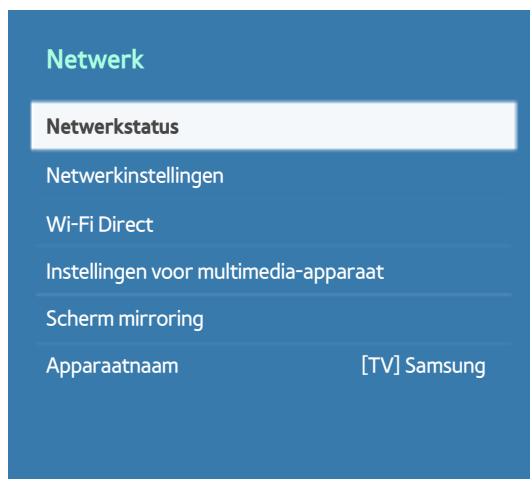 Netwerk
Netwerkstatus
Netwerkinstellingen
Wi-Fi Direct
Instellingen voor multimedia-apparaat
Scherm mirroring
Apparaatnaam [TV] Samsung